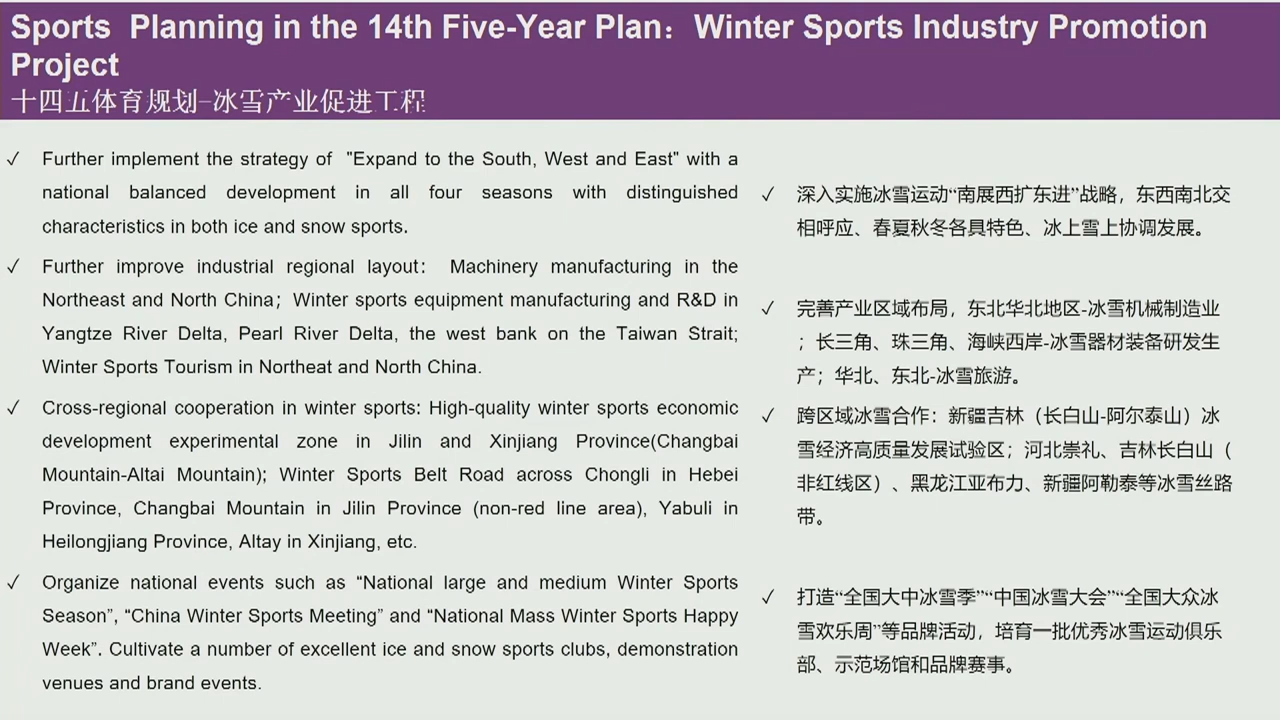 Sports Planning in the 14th Five-Year Plan：Winter Sports Industry Promotion
Project
十四五体育规划-冰雪产业促进工程
✓ Further implement the strategy of "Expand to the South, West and East" with a
national balanced development in all four seasons with distinguished
characteristics in both ice and snow sports.
✓ Further improve industrial regional layout： Machinery manufacturing in the
Northeast and North China；Winter sports equipment manufacturing and R&D in
Yangtze River Delta, Pearl River Delta, the west bank on the Taiwan Strait;
Winter Sports Tourism in Northeat and North China.
✓ Cross-regional cooperation in winter sports: High-quality winter sports economic
development experimental zone in Jilin and Xinjiang Province(Changbai
Mountain-Altai Mountain); Winter Sports Belt Road across Chongli in Hebei
Province, Changbai Mountain in Jilin Province (non-red line area), Yabuli in
Heilongjiang Province, Altay in Xinjiang, etc.
✓ Organize national events such as “National large and medium Winter Sports
Season”, “China Winter Sports Meeting” and “National Mass Winter Sports Happy
Week”. Cultivate a number of excellent ice and snow sports clubs, demonstration
venues and brand events.
✓ 深入实施冰雪运动“南展西扩东进”战略，东西南北交
相呼应、春夏秋冬各具特色、冰上雪上协调发展。
✓ 完善产业区域布局，东北华北地区-冰雪机械制造业
；长三角、珠三角、海峡西岸-冰雪器材装备研发生
产；华北、东北-冰雪旅游。
✓ 跨区域冰雪合作：新疆吉林（长白山-阿尔泰山）冰
雪经济高质量发展试验区；河北崇礼、吉林长白山（
非红线区）、黑龙江亚布力、新疆阿勒泰等冰雪丝路
带。
✓ 打造“全国大中冰雪季”“中国冰雪大会”“全国大众冰
雪欢乐周”等品牌活动，培育一批优秀冰雪运动俱乐
部、示范场馆和品牌赛事。